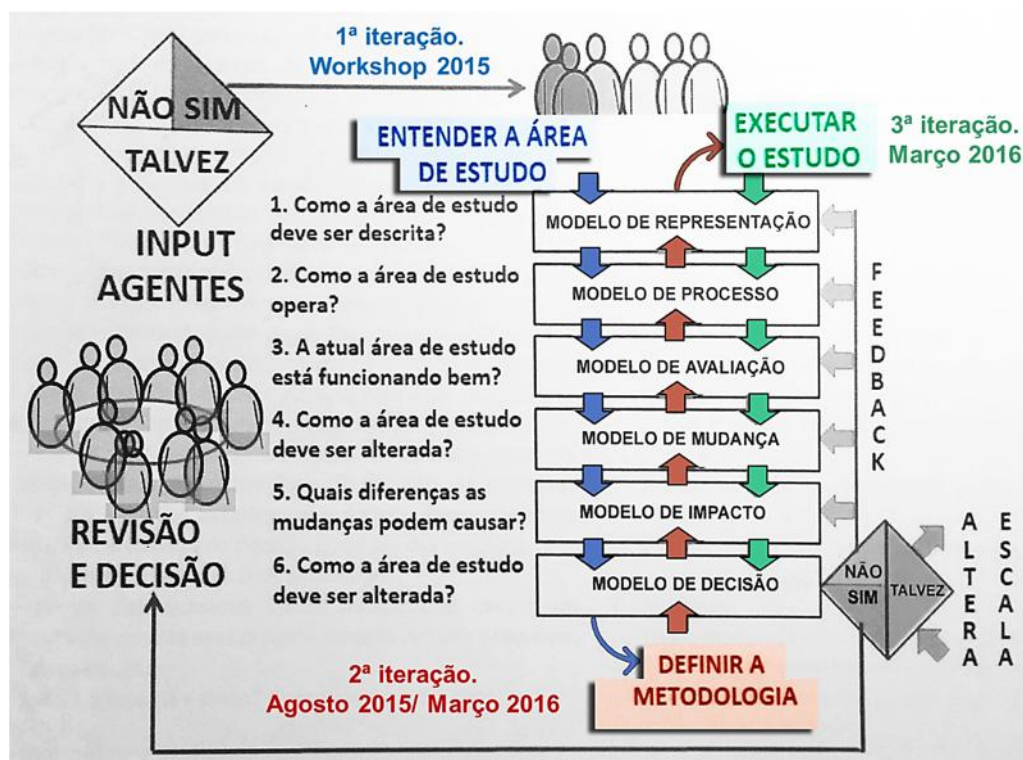 1ª iteração.
Workshop 2015
NÃO SIM
TALVEZ
INPUT
AGENTES
ENTENDER A ÁREA
DE ESTUDO
EXECUTAR
O ESTUDO
3ª iteração.
Março 2016
1. Como a área de estudo
deve ser descrita?
MODELO DE REPRESENTAÇÃO
2. Como a área de estudo
opera?
MODELO DE PROCESSO
3. A atual área de estudo
está funcionando bem?
MODELO DE AVALIAÇÃO
4. Como a área de estudo
deve ser alterada?
MODELO DE MUDANÇA
5. Quais diferenças as
mudanças podem causar?
MODELO DE IMPACTO
6. Como a área de estudo
deve ser alterada?
MODELO DE DECISÃO
FEEDBACK
REVISÃO
E DECISÃO
NÃO
SIM
TALVEZ
ALTERA
ESCALA
2ª iteração.
Agosto 2015/ Março 2016
DEFINIR A
METODOLOGIA